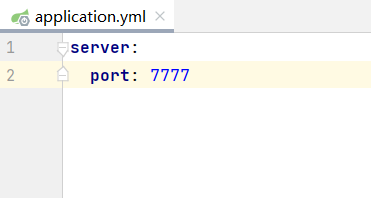 application.yml
1 server:
2   port: 7777